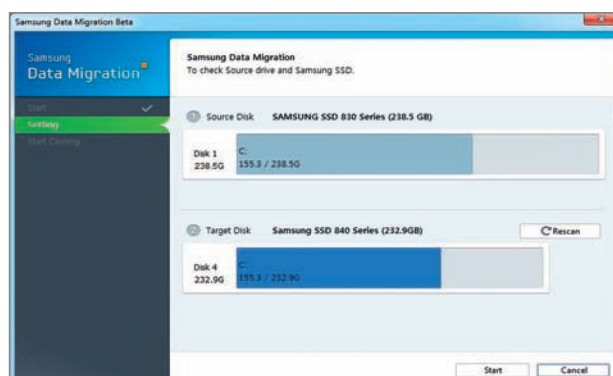 Samsung Data Migration Beta
Samsung
Data Migration
Start
Setting
Start Cloning
Samsung Data Migration
To check Source drive and Samsung SSD.
1 Source Disk SAMSUNG SSD 830 Series (238.5 GB)
Disk 1
238.5G
C:
155.3 / 238.5G
2 Target Disk Samsung SSD 840 Series (232.9GB)
Rescan
Disk 4
232.9G
C:
155.3 / 232.9G
Start
Cancel